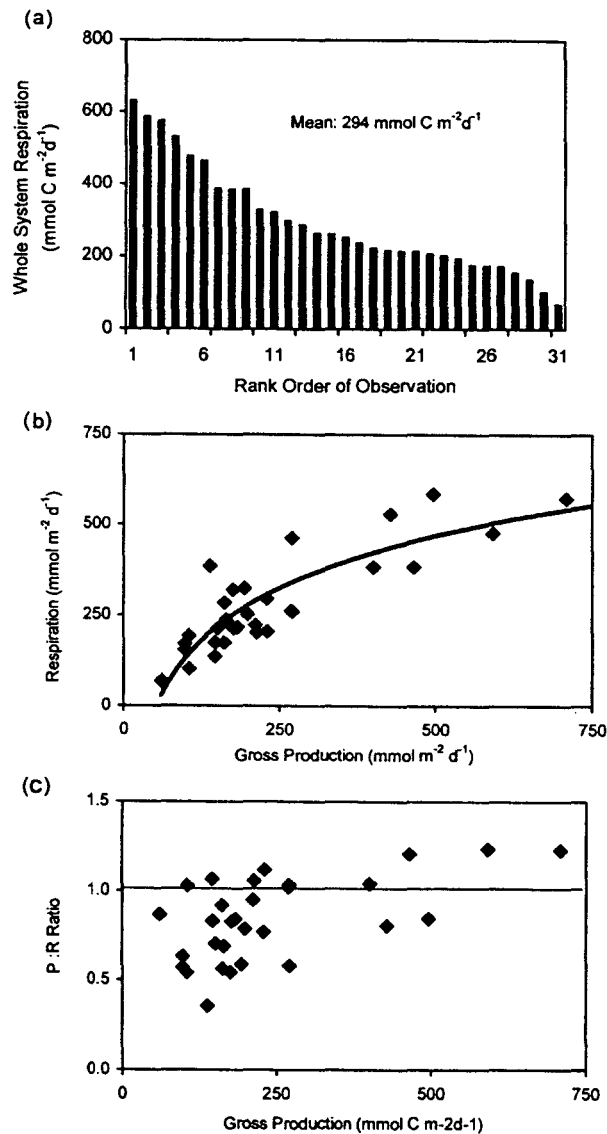 (a)
800
600
400
200
0
Whole System Respiration
(mmol C m⁻²d⁻¹)
Mean: 294 mmol C m⁻²d⁻¹
1 6 11 16 21 26 31
Rank Order of Observation
(b)
750
500
250
0
Respiration (mmol m⁻² d⁻¹)
0 250 500 750
Gross Production (mmol m⁻² d⁻¹)
(c)
1.5
1.0
0.5
0.0
P :R Ratio
0 250 500 750
Gross Production (mmol C m-2d-1)